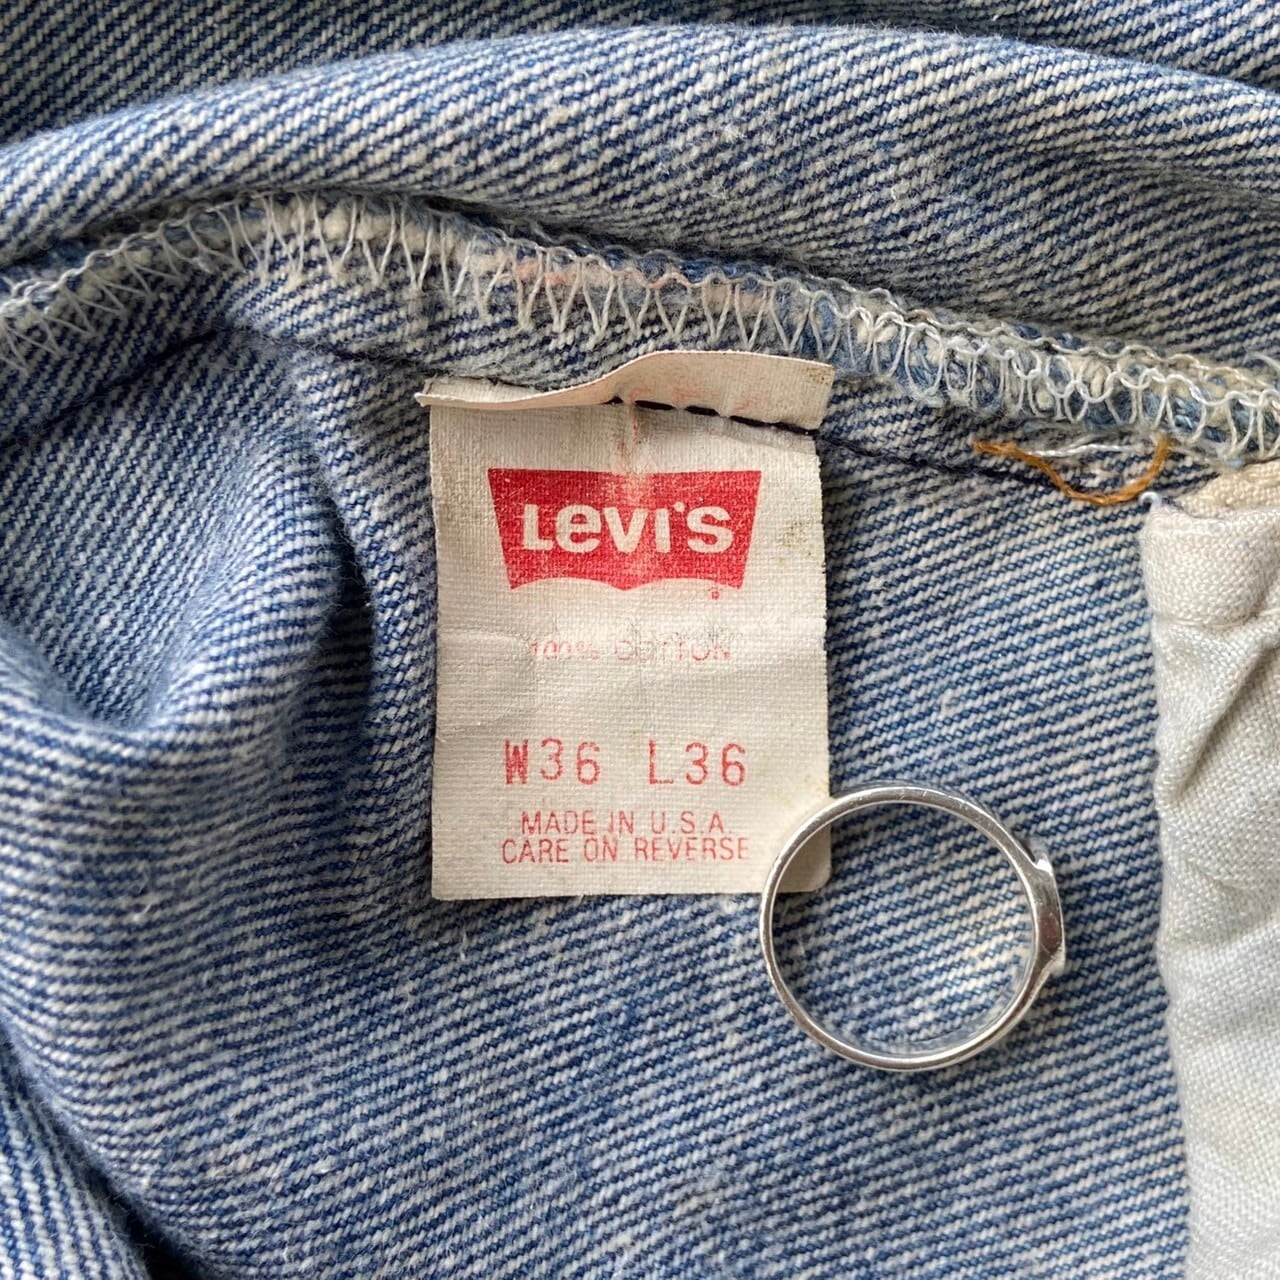 Levi's
®
100% COTTON
W36 L36
MADE IN U.S.A.
CARE ON REVERSE